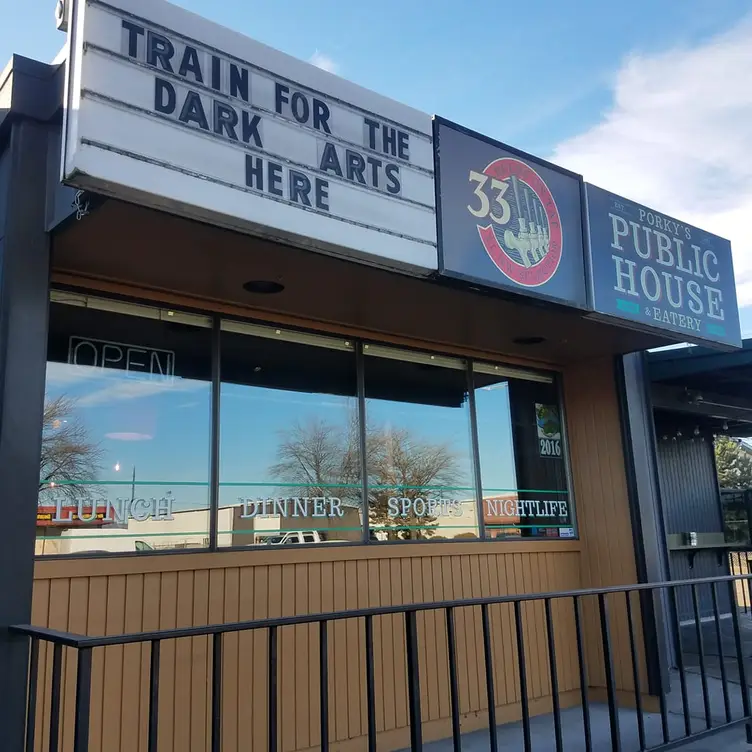 TRAIN FOR THE
DARK ARTS
HERE
33
PORKY'S
PUBLIC
HOUSE
& EATERY
OPEN
2016
LUNCH DINNER SPORTS NIGHTLIFE